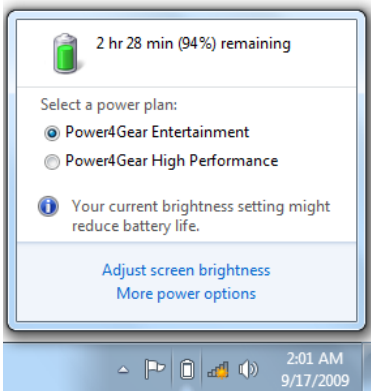 2 hr 28 min (94%) remaining
Select a power plan:
Power4Gear Entertainment
Power4Gear High Performance
Your current brightness setting might
reduce battery life.
Adjust screen brightness
More power options
2:01 AM
9/17/2009